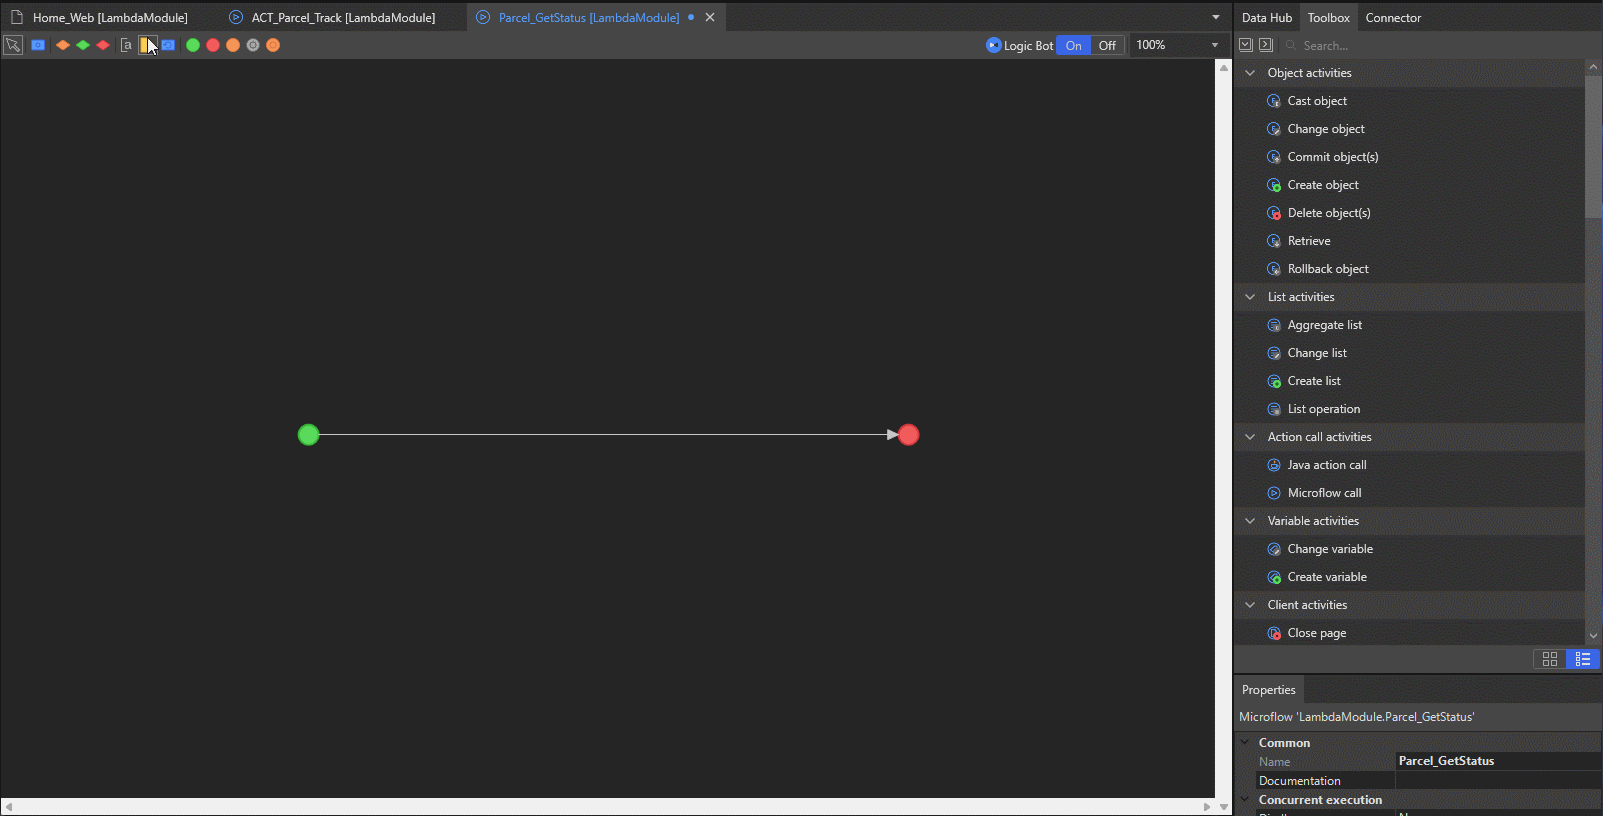 Home_Web [LambdaModule]
ACT_Parcel_Track [LambdaModule]
Parcel_GetStatus [LambdaModule]
Data Hub
Toolbox
Connector
Logic Bot
On
Off
100%
Search...
Object activities
Cast object
Change object
Commit object(s)
Create object
Delete object(s)
Retrieve
Rollback object
List activities
Aggregate list
Change list
Create list
List operation
Action call activities
Java action call
Microflow call
Variable activities
Change variable
Create variable
Client activities
Close page
Properties
Microflow 'LambdaModule.Parcel_GetStatus'
Common
Name Parcel_GetStatus
Documentation
Concurrent execution